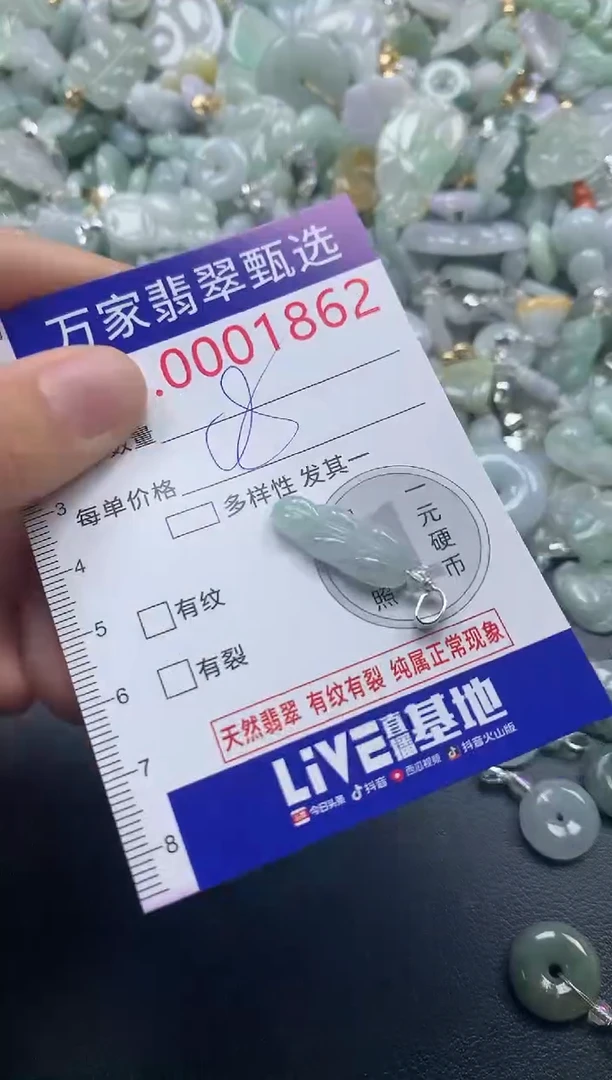 万家翡翠甄选
.0001862
数量
8
每单价格
多样性 发其一
一元硬币
照
有纹
有裂
天然翡翠 有纹有裂 纯属正常现象
LiVE直播基地
今日头条 抖音 西瓜视频 抖音火山版
3
4
5
6
7
8